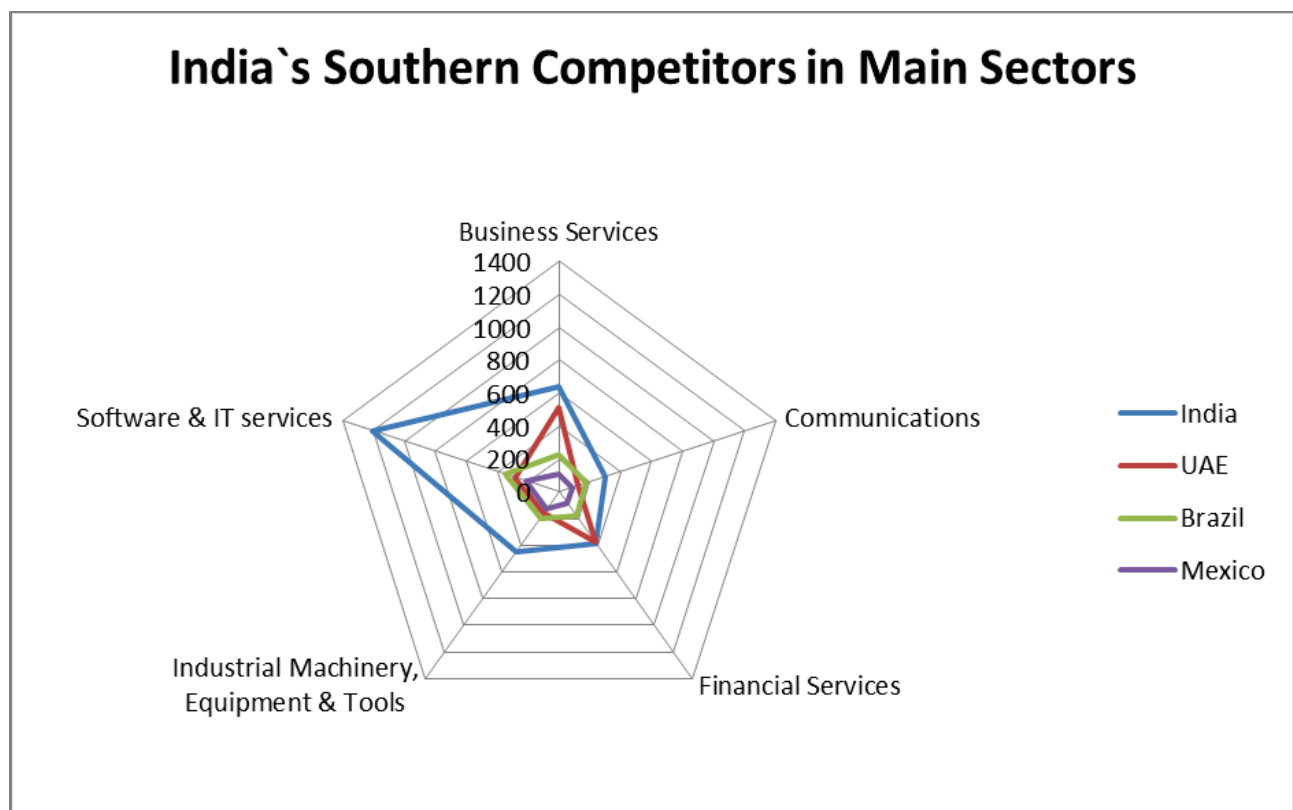 India`s Southern Competitors in Main Sectors
Business Services
1400
1200
1000
800
600
400
200
0
Software & IT services
Communications
India
UAE
Brazil
Mexico
Industrial Machinery,
Equipment & Tools
Financial Services